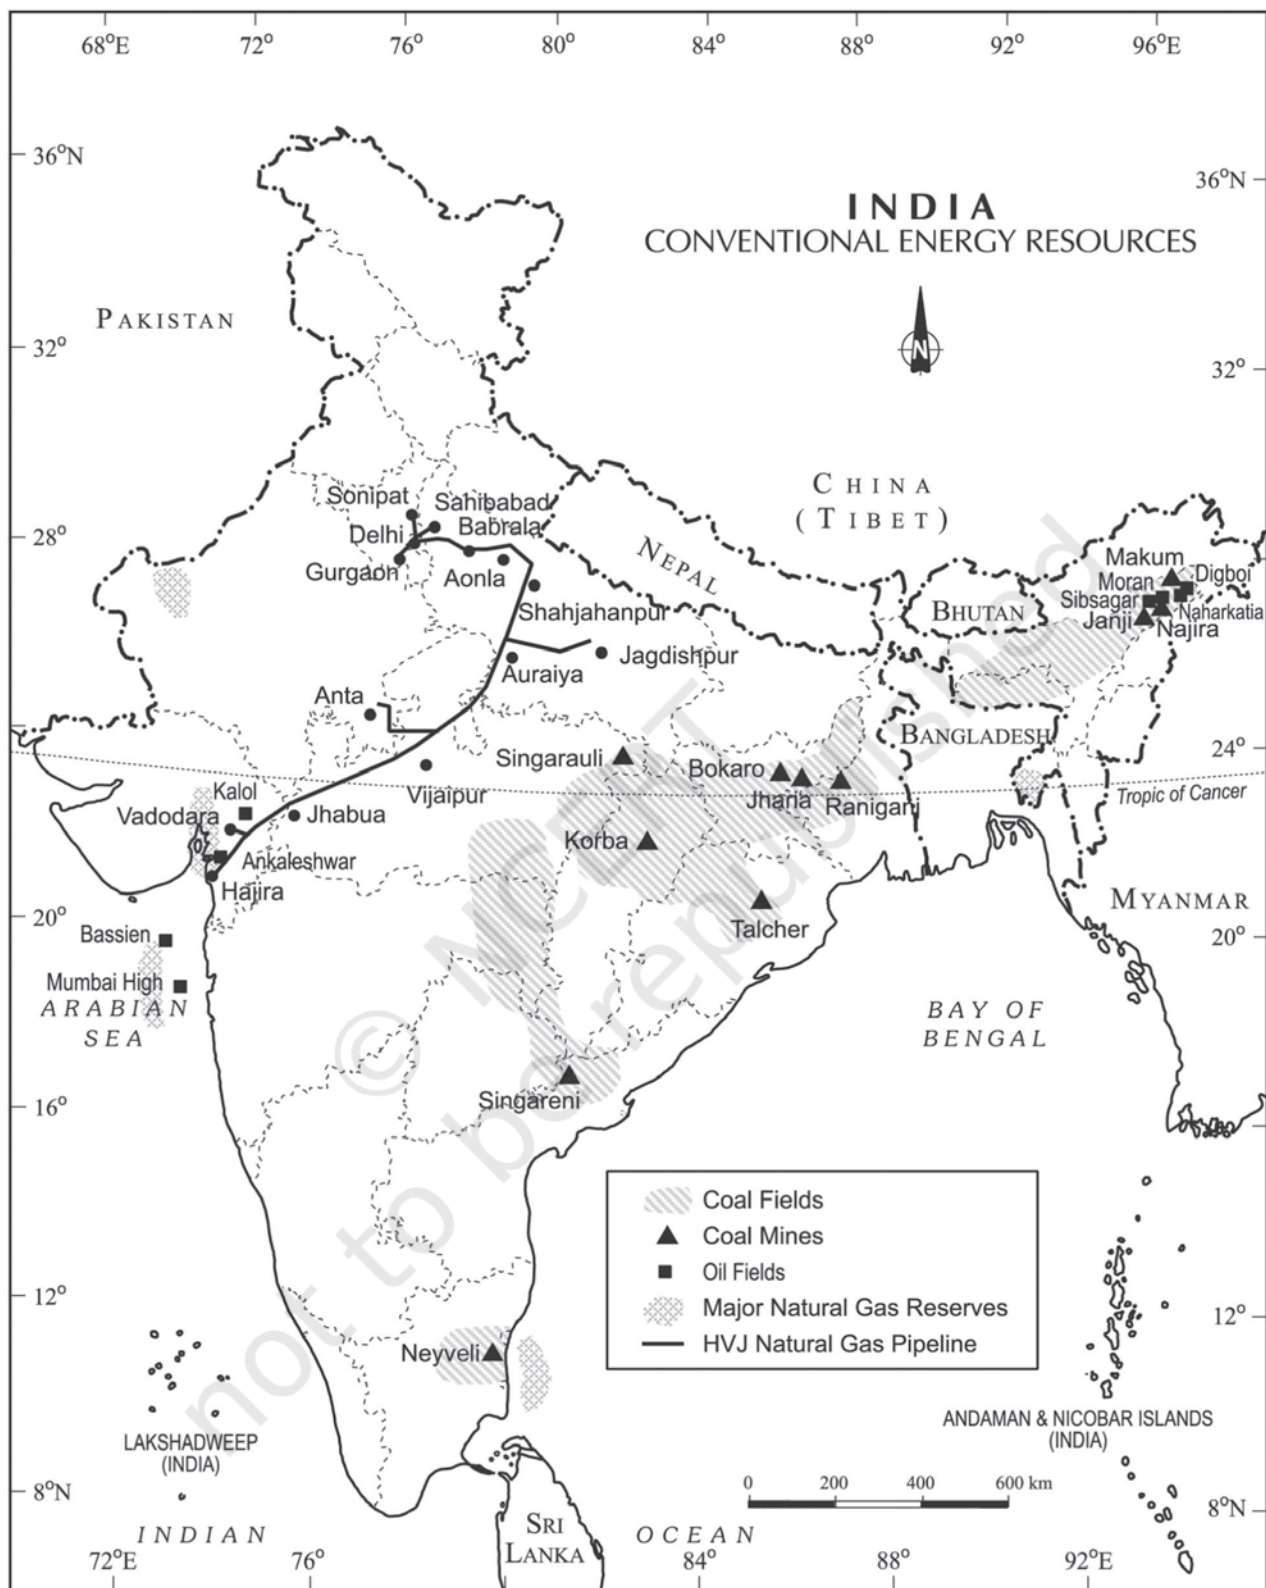 68°E 72° 76° 80° 84° 88° 92° 96°E
36°N
36°N
INDIA
CONVENTIONAL ENERGY RESOURCES
N
PAKISTAN
32°
32°
CHINA
(TIBET)
Sonipat
Sahibabad
Delhi
Babrala
28°
Gurgaon
Aonla
NEPAL
Makum
Moran
Digboi
Sibsagar
Naharkatia
Janji
Najira
BHUTAN
Shahjahanpur
Jagdishpur
Auraiya
Anta
24°
BANGLADESH
Singarauli
Bokaro
Jharia
Raniganj
Tropic of Cancer
Vijaipur
Kalol
Vadodara
Jhabua
Korba
Ankaleshwar
Hajira
MYANMAR
20°
20°
Talcher
Bassien
Mumbai High
ARABIAN
SEA
BAY OF
BENGAL
Singareni
16°
© NCERT
not to be republished
Coal Fields
Coal Mines
Oil Fields
Major Natural Gas Reserves
HVJ Natural Gas Pipeline
12°
12°
Neyveli
LAKSHADWEEP
(INDIA)
ANDAMAN & NICOBAR ISLANDS
(INDIA)
0 200 400 600 km
8°N
8°N
INDIAN OCEAN
SRI
LANKA
72°E 76° 84° 88° 92°E